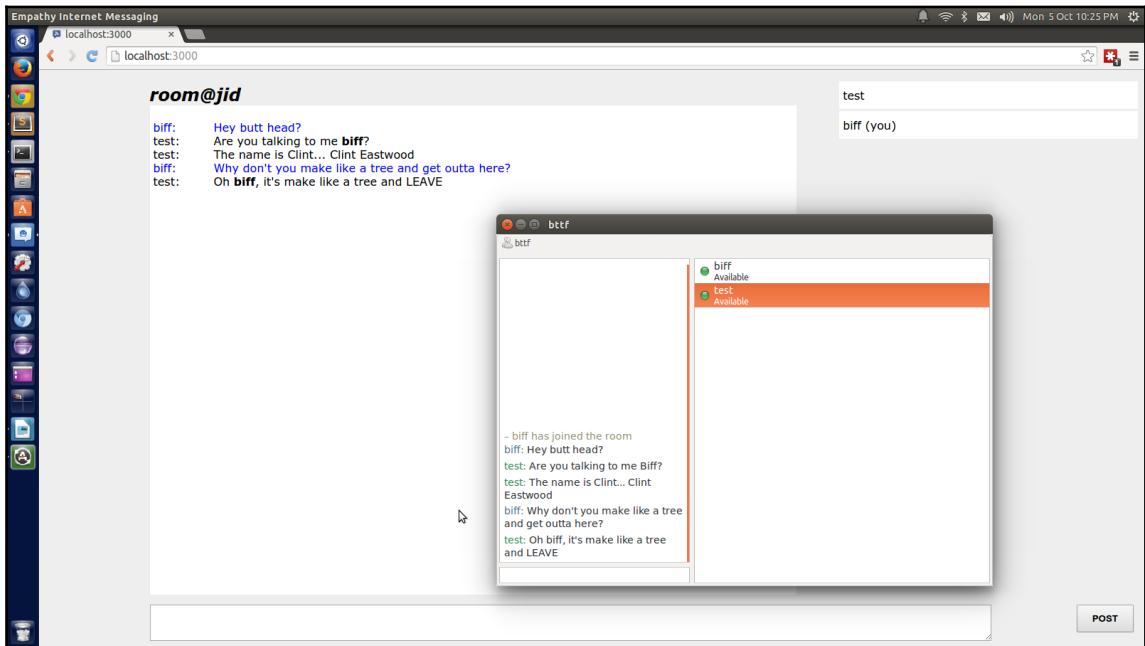 Empathy Internet Messaging
Mon 5 Oct 10:25 PM
localhost:3000
localhost:3000
room@jid
biff: Hey butt head?
test: Are you talking to me biff?
test: The name is Clint... Clint Eastwood
biff: Why don't you make like a tree and get outta here?
test: Oh biff, it's make like a tree and LEAVE
test
biff (you)
bttf
bttf
– biff has joined the room
biff: Hey butt head?
test: Are you talking to me Biff?
test: The name is Clint... Clint
Eastwood
biff: Why don't you make like a tree
and get outta here?
test: Oh biff, it's make like a tree
and LEAVE
biff
Available
test
Available
POST